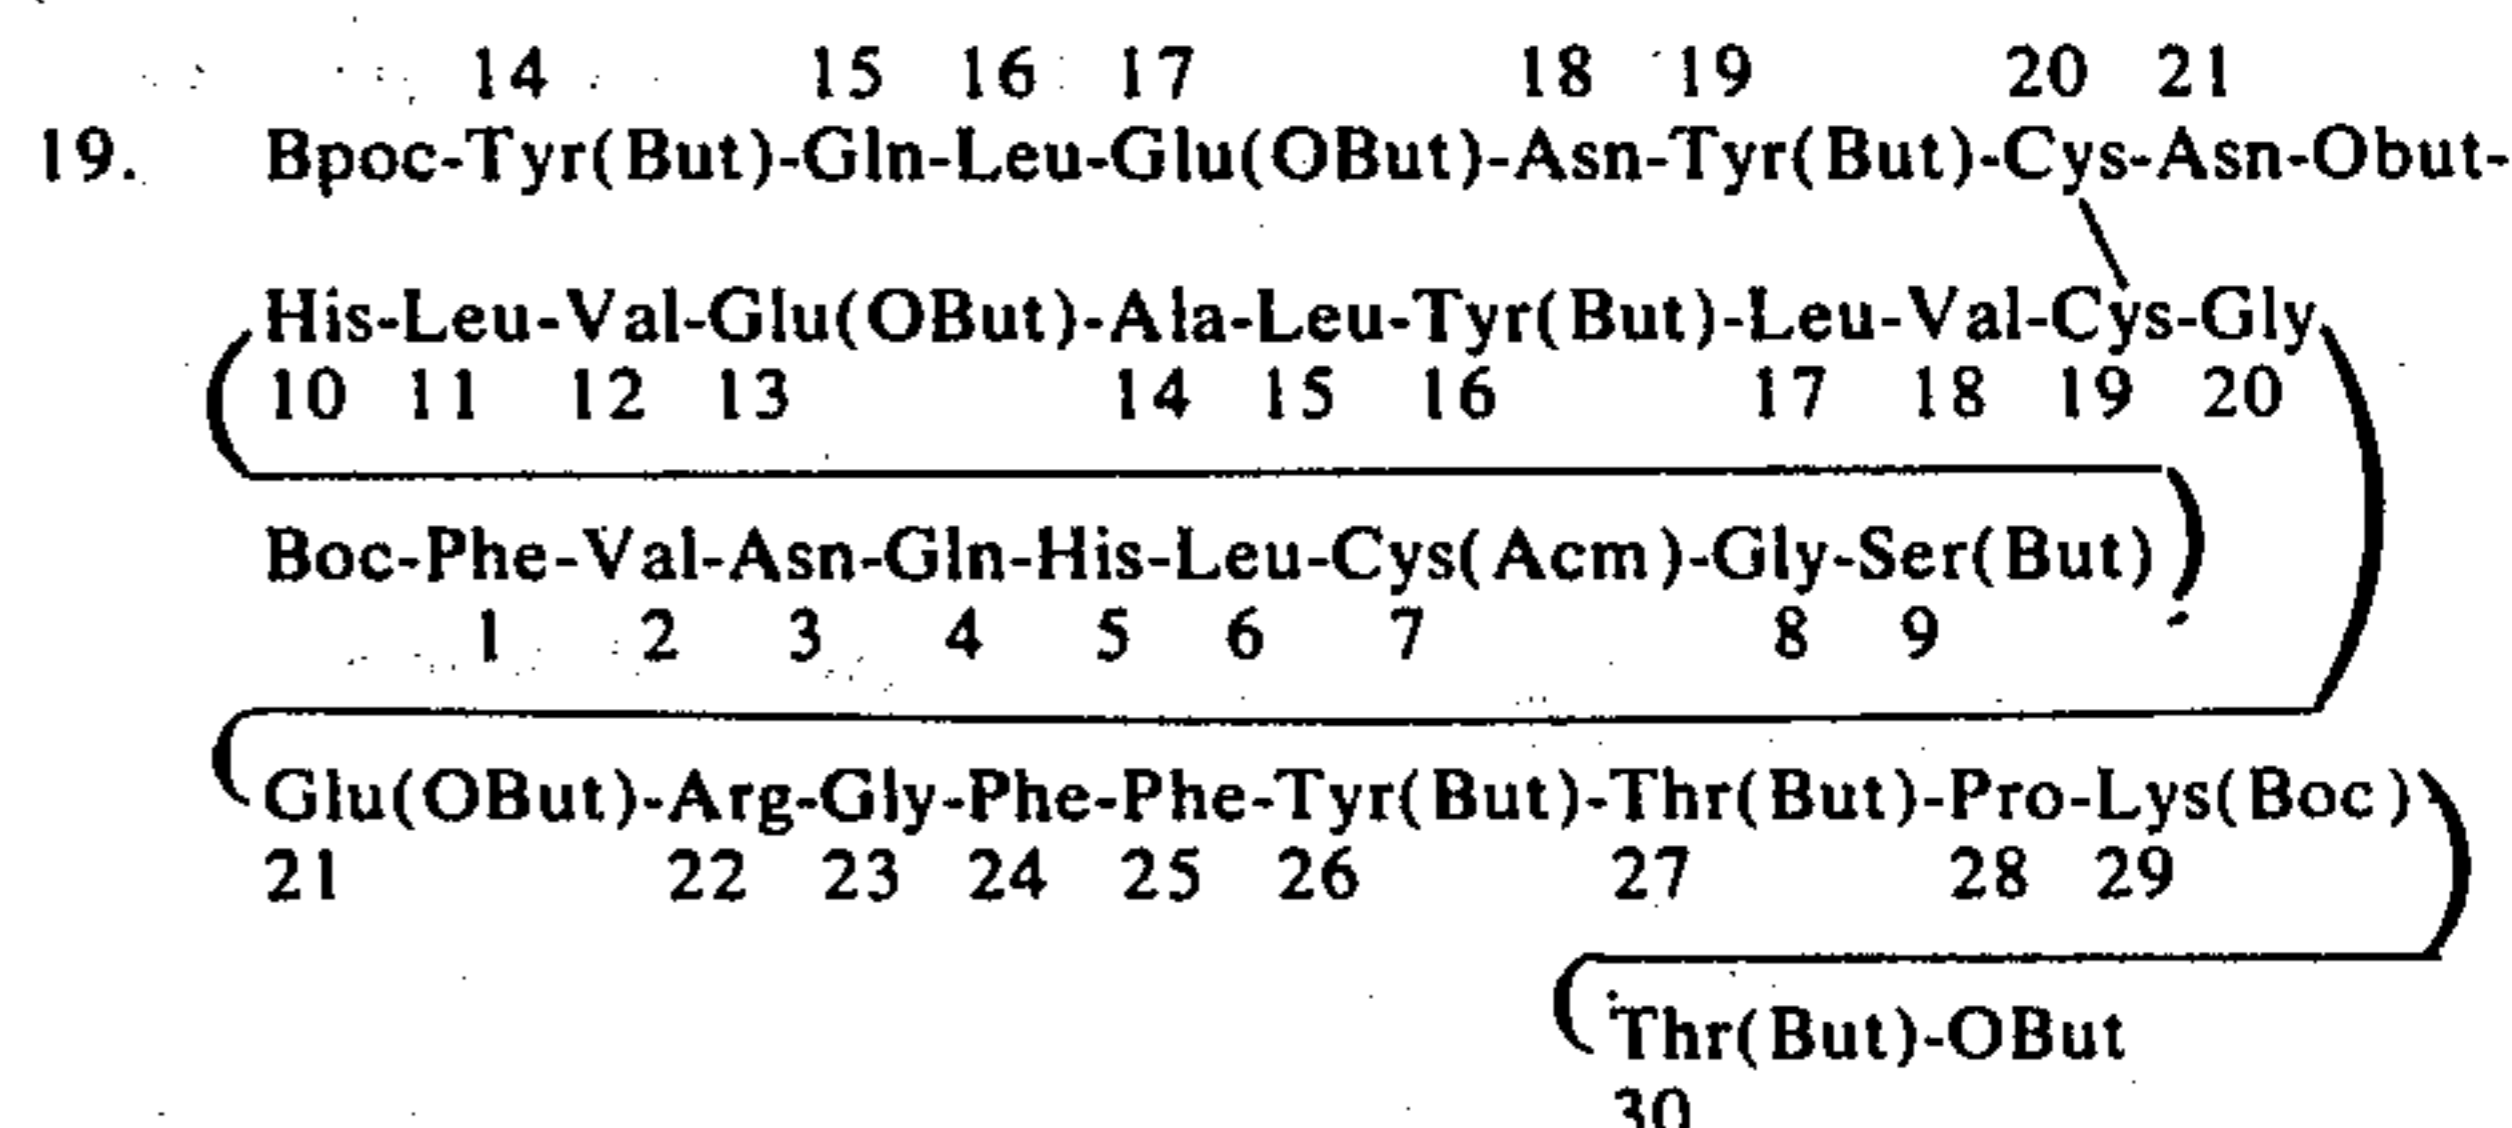 14 15 16 17 18 19 20 21
19. Bpoc-Tyr(But)-Gln-Leu-Glu(OBut)-Asn-Tyr(But)-Cys-Asn-Obut-
His-Leu-Val-Glu(OBut)-Ala-Leu-Tyr(But)-Leu-Val-Cys-Gly
10 11 12 13 14 15 16 17 18 19 20
Boc-Phe-Val-Asn-Gln-His-Leu-Cys(Acm)-Gly-Ser(But)
1 2 3 4 5 6 7 8 9
Glu(OBut)-Arg-Gly-Phe-Phe-Tyr(But)-Thr(But)-Pro-Lys(Boc)
21 22 23 24 25 26 27 28 29
Thr(But)-OBut
30